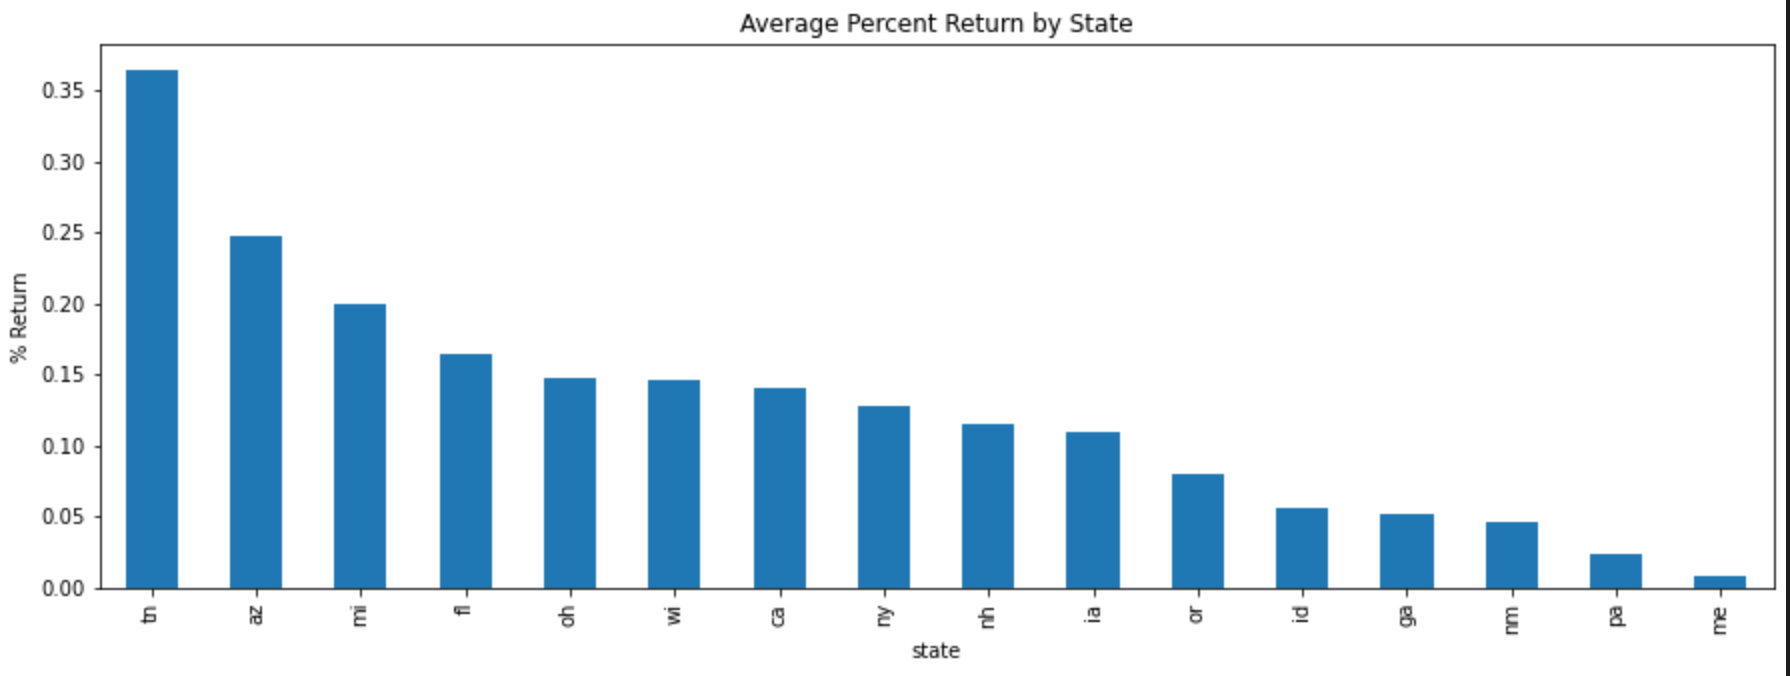 Average Percent Return by State
% Return
0.35
0.30
0.25
0.20
0.15
0.10
0.05
0.00
tn az mi fl oh wi ca ny nh ia or id ga nm pa me
state